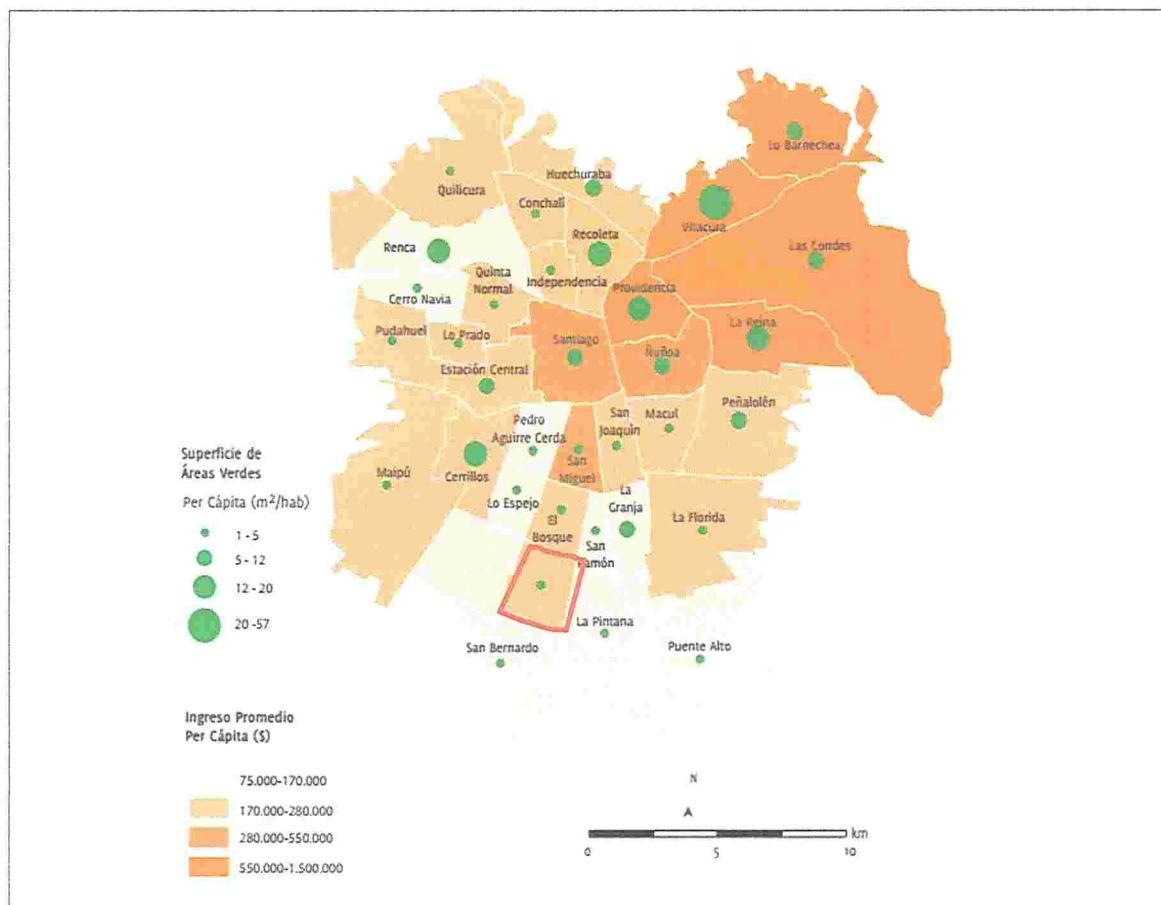 Lo Barnechea
Huechuraba
Quilicura
Conchalí
Vitacura
Recoleta
Renca
Las Condes
Quinta
Normal
Independencia
Providencia
Cerro Navia
Pudahuel
Lo Prado
Santiago
La Reina
Ñuñoa
Estación Central
Peñalolén
Pedro
Aguirre Cerda
San
Joaquín
Macul
San
Miguel
Maipú
Cerrillos
Lo Espejo
La
Granja
El
Bosque
La Florida
San
Ramón
La Pintana
San Bernardo
Puente Alto
Superficie de
Áreas Verdes
Per Cápita (m²/hab)
1 - 5
5 - 12
12 - 20
20 -57
Ingreso Promedio
Per Cápita ($)
75.000-170.000
170.000-280.000
280.000-550.000
550.000-1.500.000
N
km
0 5 10